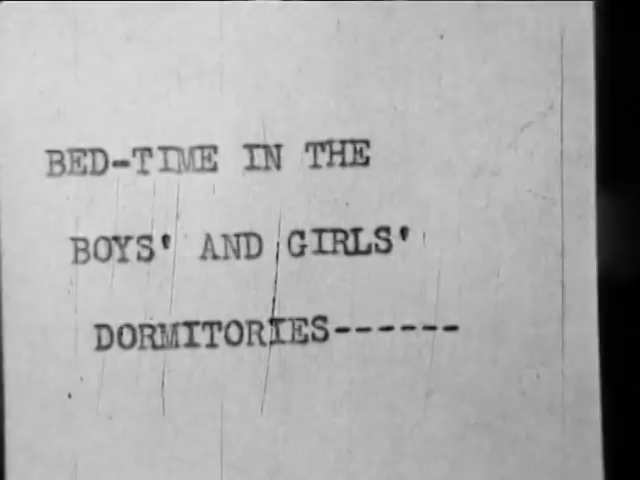 BED-TIME IN THE
BOYS' AND GIRLS'
DORMITORIES------